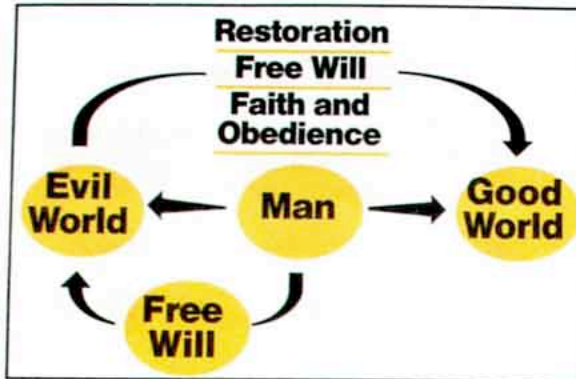 Restoration
Free Will
Faith and
Obedience
Evil
World
Man
Good
World
Free
Will